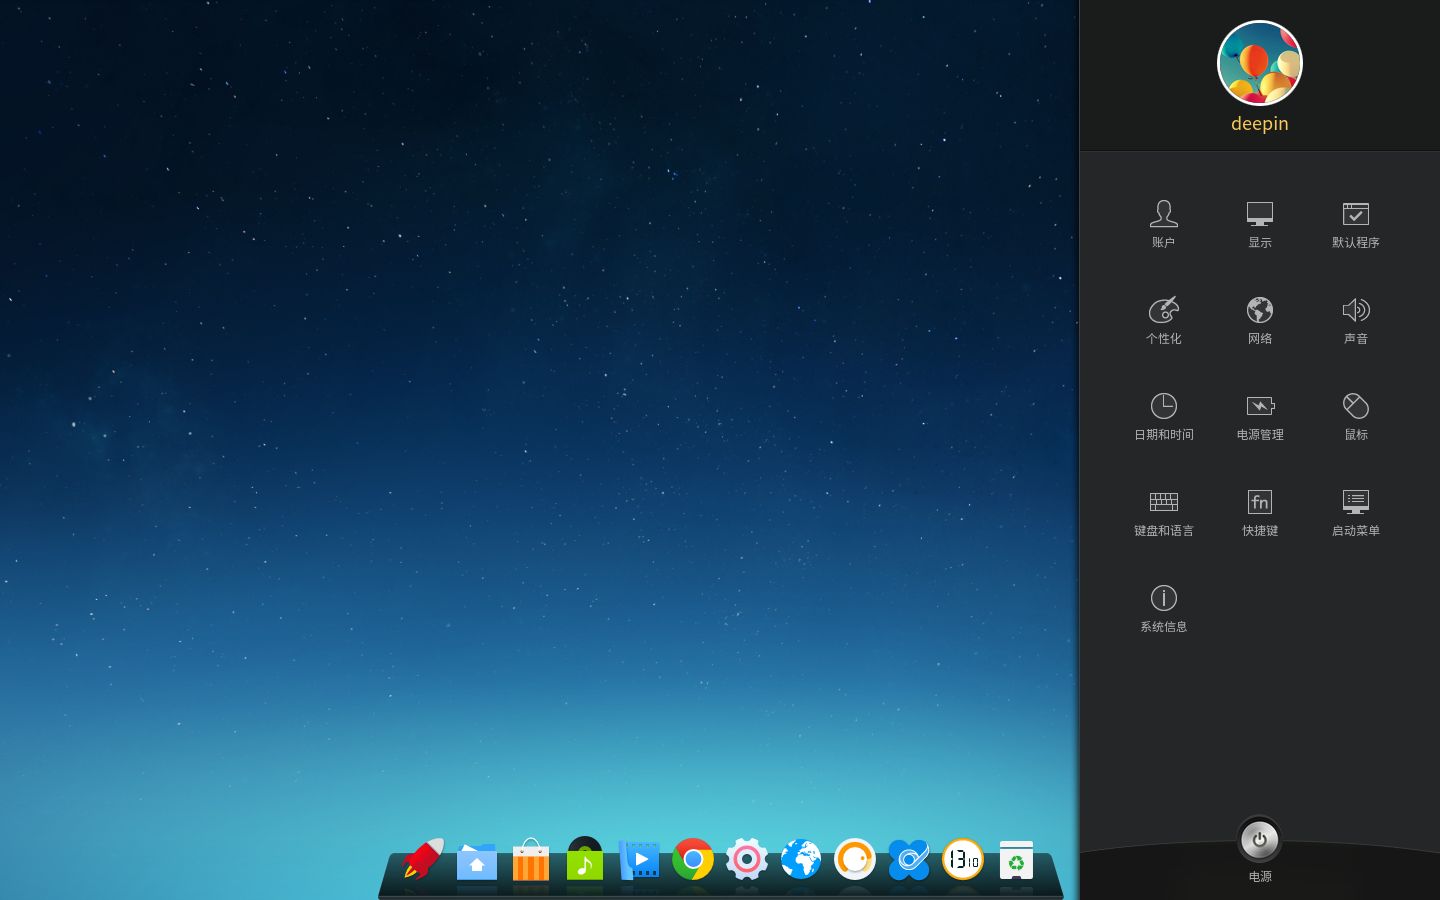 deepin
账户
显示
默认程序
个性化
网络
声音
日期和时间
电源管理
鼠标
键盘和语言
fn
快捷键
启动菜单
系统信息
13 10
电源